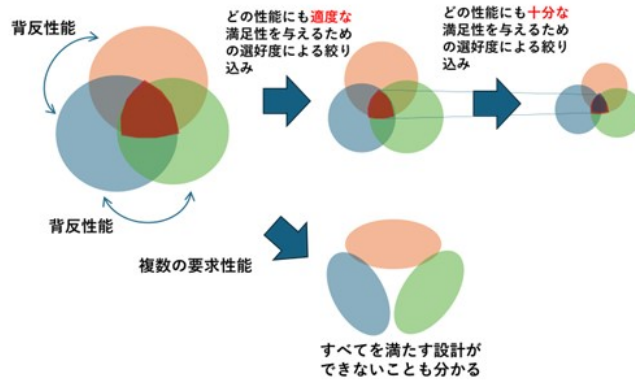 背反性能
どの性能にも適度な
満足性を与えるため
の選好度による絞り
込み
どの性能にも十分な
満足性を与えるため
の選好度による絞り
込み
背反性能
複数の要求性能
すべてを満たす設計が
できないことも分かる